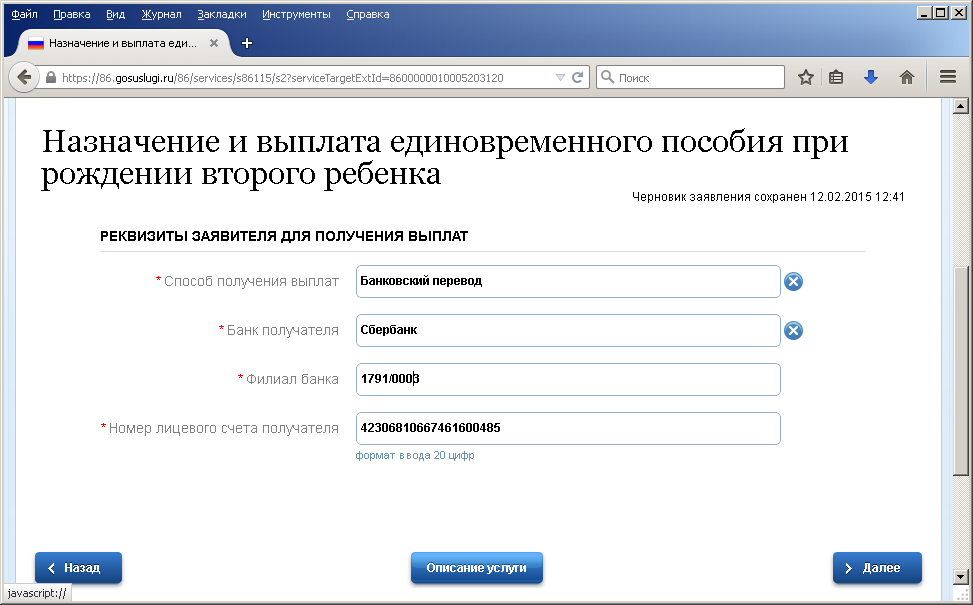 Файл Правка Вид Журнал Закладки Инструменты Справка
Назначение и выплата еди...
https://86.gosuslugi.ru/86/services/s86115/s2?serviceTargetExtId=8600000010005203120
Поиск
Назначение и выплата единовременного пособия при
рождении второго ребенка
Черновик заявления сохранен 12.02.2015 12:41
РЕКВИЗИТЫ ЗАЯВИТЕЛЯ ДЛЯ ПОЛУЧЕНИЯ ВЫПЛАТ
*Способ получения выплат Банковский перевод
*Банк получателя Сбербанк
*Филиал банка 1791/0003
*Номер лицевого счета получателя 42306810667461600485
формат ввода 20 цифр
Назад Описание услуги Далее
javascript://